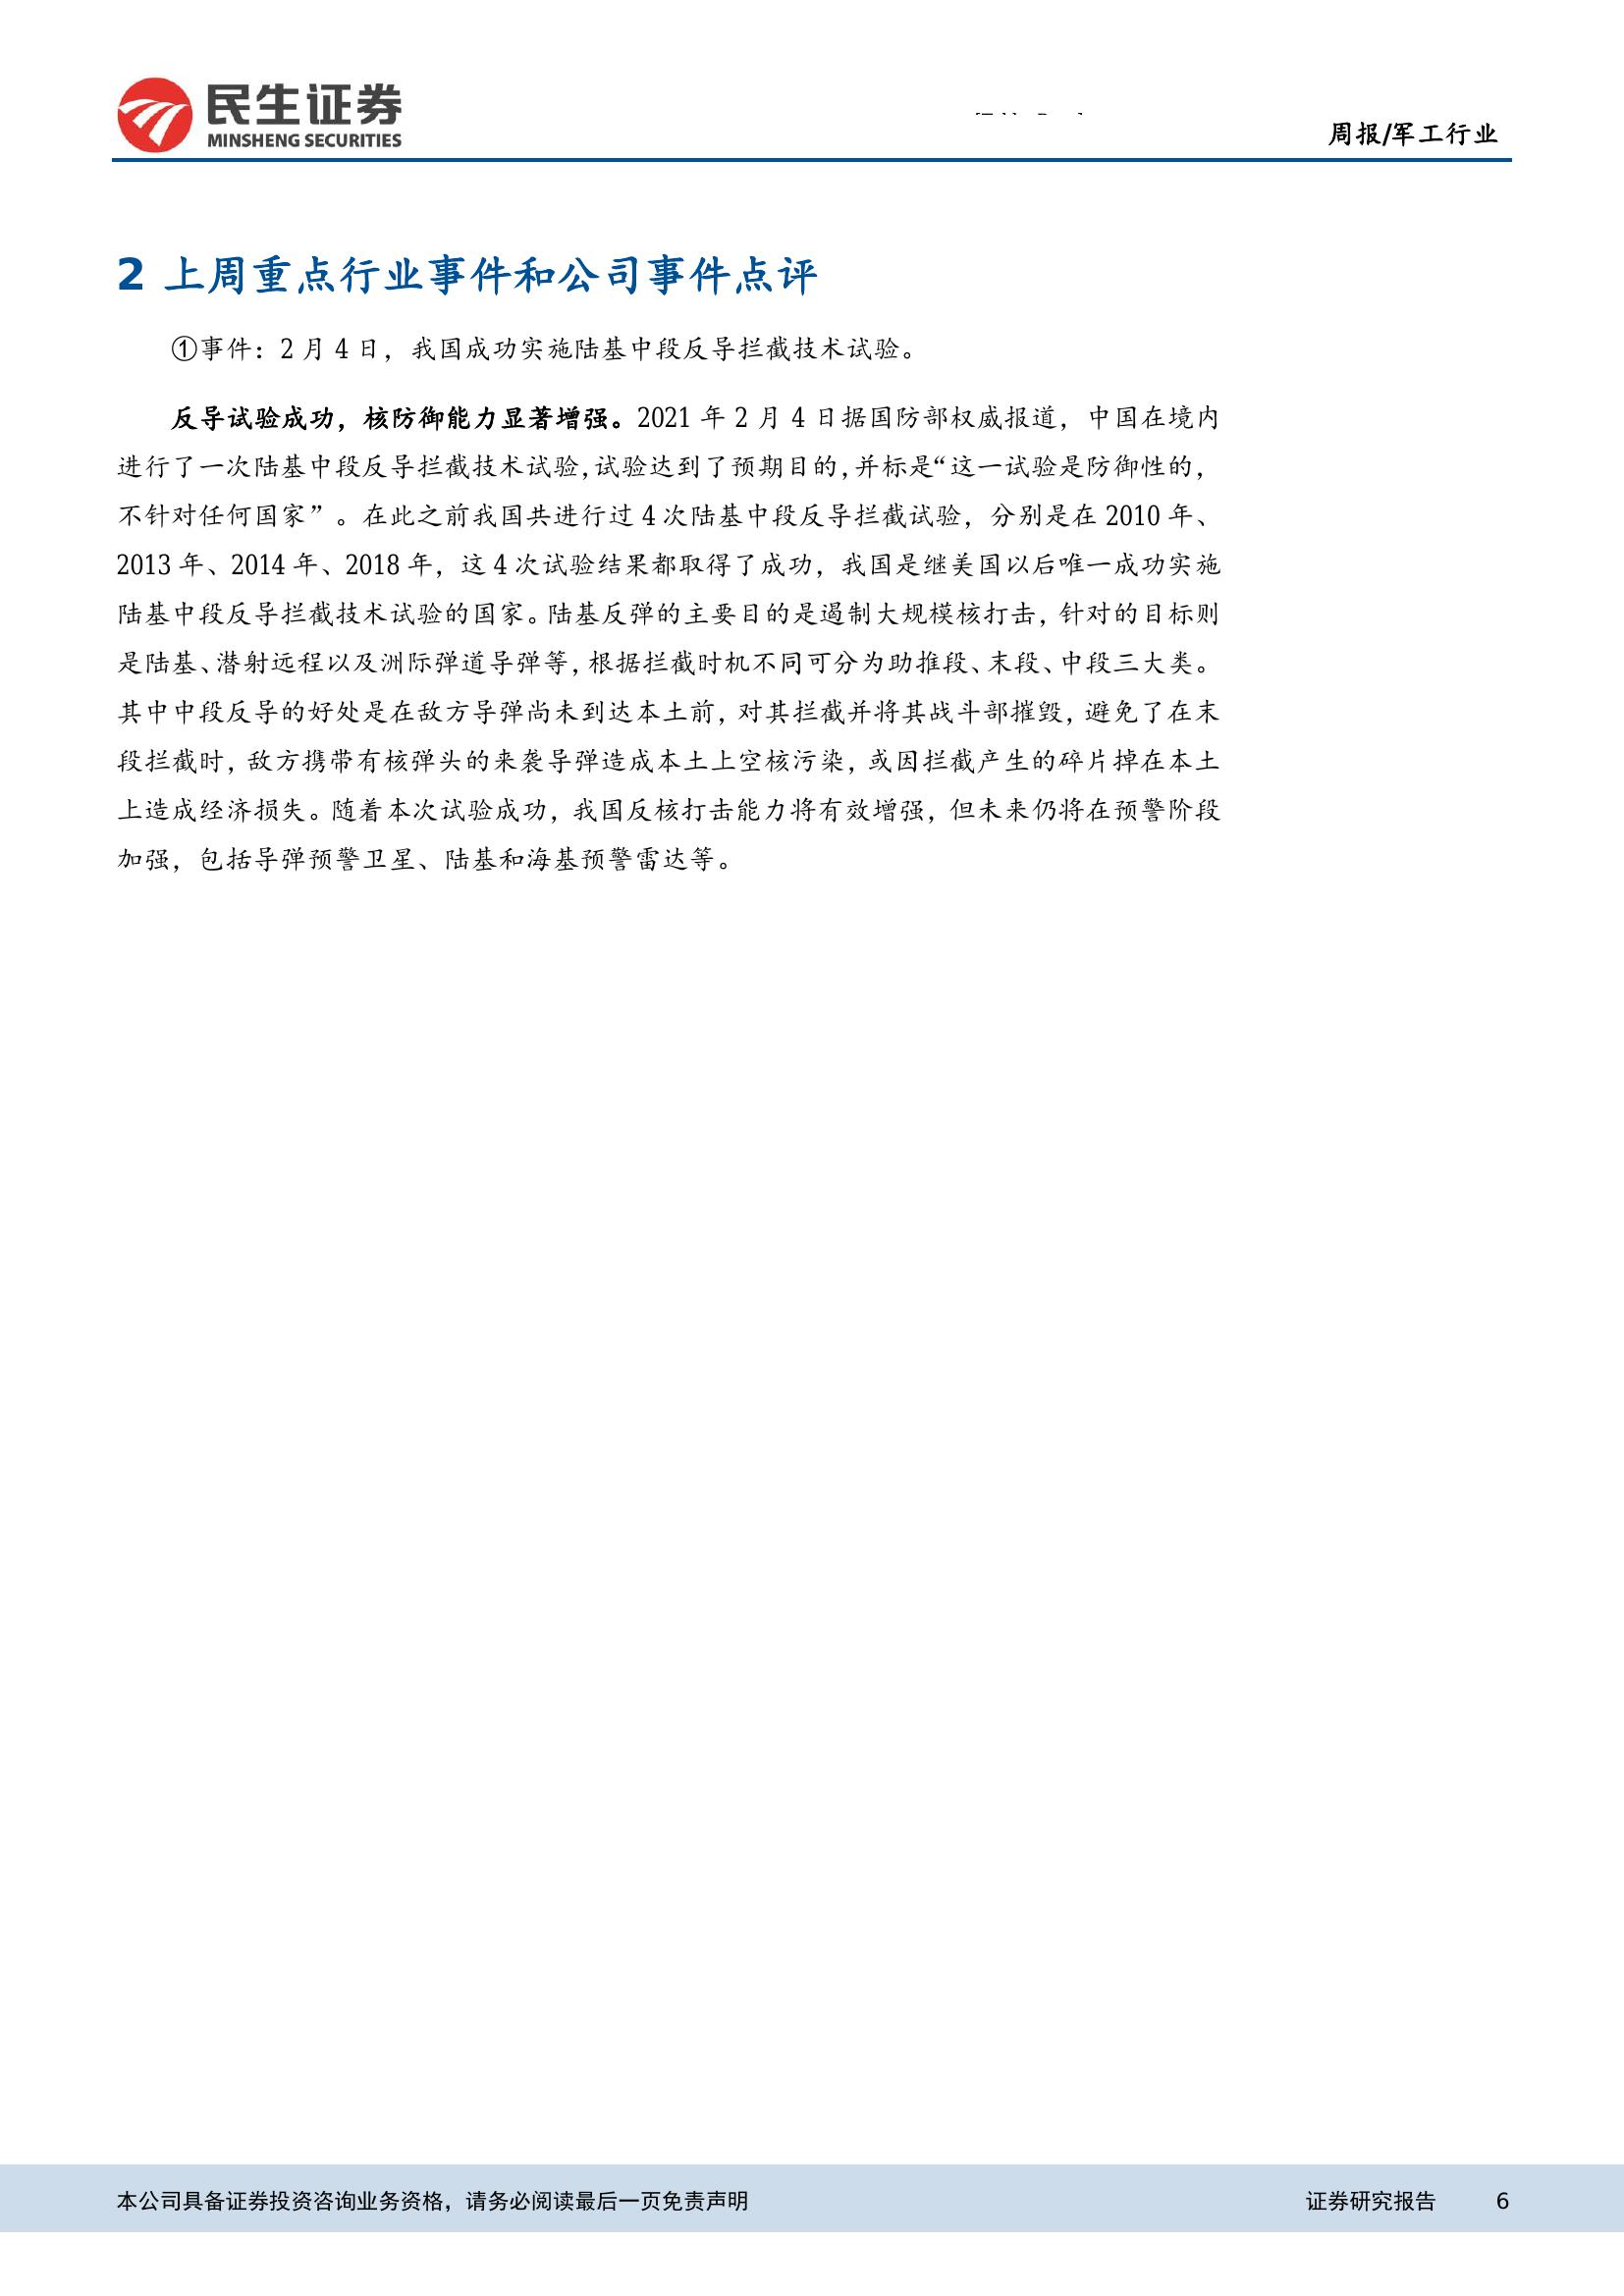 民生证券
MINSHENG SECURITIES
周报/军工行业
2 上周重点行业事件和公司事件点评
①事件：2 月 4 日，我国成功实施陆基中段反导拦截技术试验。
反导试验成功，核防御能力显著增强。2021 年 2 月 4 日据国防部权威报道，中国在境内
进行了一次陆基中段反导拦截技术试验,试验达到了预期目的,并标是“这一试验是防御性的,
不针对任何国家”。在此之前我国共进行过 4 次陆基中段反导拦截试验，分别是在 2010 年、
2013 年、2014 年、2018 年，这 4 次试验结果都取得了成功，我国是继美国以后唯一成功实施
陆基中段反导拦截技术试验的国家。陆基反弹的主要目的是遏制大规模核打击，针对的目标则
是陆基、潜射远程以及洲际弹道导弹等，根据拦截时机不同可分为助推段、末段、中段三大类。
其中中段反导的好处是在敌方导弹尚未到达本土前，对其拦截并将其战斗部摧毁，避免了在末
段拦截时，敌方携带有核弹头的来袭导弹造成本土上空核污染，或因拦截产生的碎片掉在本土
上造成经济损失。随着本次试验成功，我国反核打击能力将有效增强，但未来仍将在预警阶段
加强，包括导弹预警卫星、陆基和海基预警雷达等。
本公司具备证券投资咨询业务资格，请务必阅读最后一页免责声明
证券研究报告 6